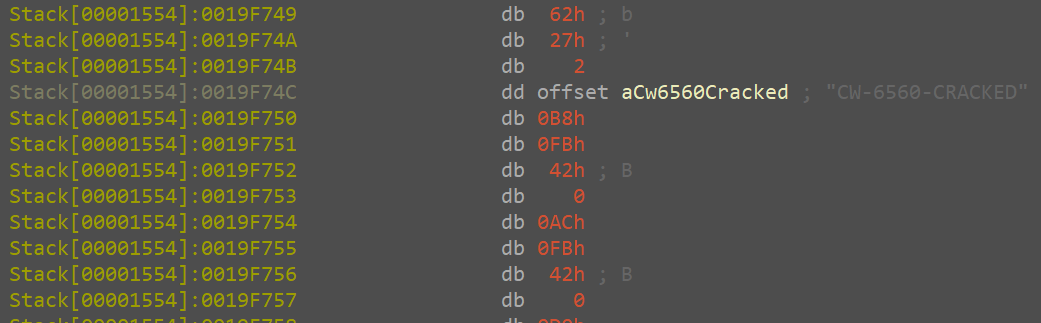 Stack[00001554]:0019F749 db 62h ; b
Stack[00001554]:0019F74A db 27h ; '
Stack[00001554]:0019F74B db 2
Stack[00001554]:0019F74C dd offset aCw6560Cracked ; "CW-6560-CRACKED"
Stack[00001554]:0019F750 db 0B8h
Stack[00001554]:0019F751 db 0FBh
Stack[00001554]:0019F752 db 42h ; B
Stack[00001554]:0019F753 db 0
Stack[00001554]:0019F754 db 0ACh
Stack[00001554]:0019F755 db 0FBh
Stack[00001554]:0019F756 db 42h ; B
Stack[00001554]:0019F757 db 0